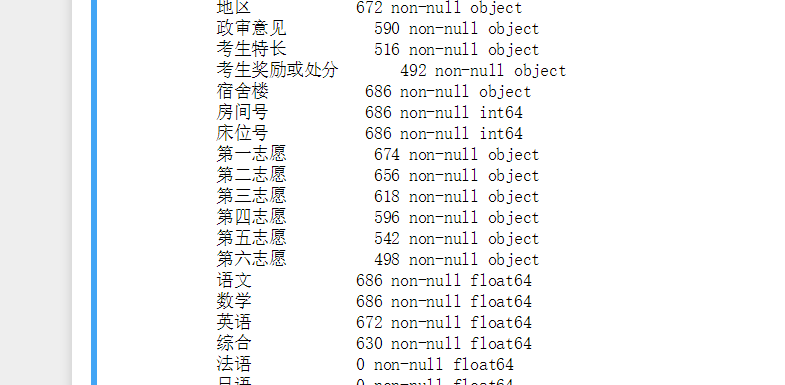 地区 672 non-null object
政审意见 590 non-null object
考生特长 516 non-null object
考生奖励或处分 492 non-null object
宿舍楼 686 non-null object
房间号 686 non-null int64
床位号 686 non-null int64
第一志愿 674 non-null object
第二志愿 656 non-null object
第三志愿 618 non-null object
第四志愿 596 non-null object
第五志愿 542 non-null object
第六志愿 498 non-null object
语文 686 non-null float64
数学 686 non-null float64
英语 672 non-null float64
综合 630 non-null float64
法语 0 non-null float64
日语 0 non-null float64